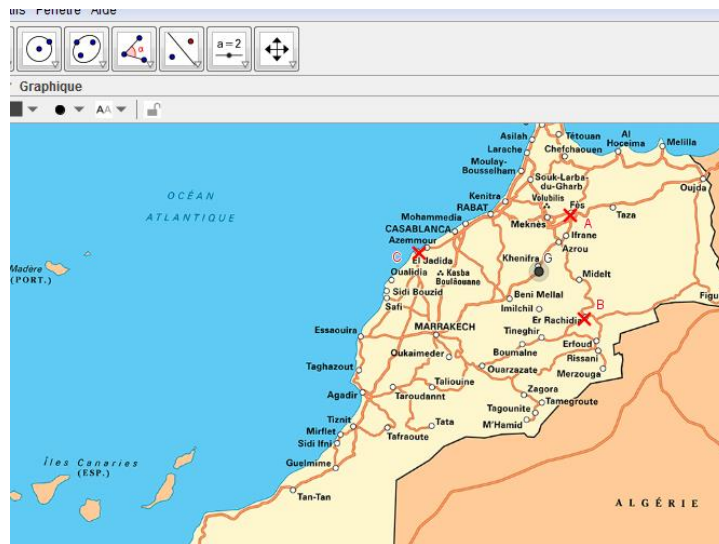 Fenêtre Aide
a = 2
Graphique
AA
Asilah
Tétouan
Al
Hoceima
Melilla
Larache
Chefchaouen
Moulay-
Bousselham
Souk-Larba-
du-Gharb
Oujda
OCÉAN
ATLANTIQUE
Kenitra
Volubilis
Fès
RABAT
Taza
Mohammedia
Meknès
A
CASABLANCA
Ifrane
Azemmour
Azrou
C
El Jadida
Khenifra
G
Madère
(PORT.)
Oualidia
Kasba
Boulâouane
Midelt
Sidi Bouzid
Beni Mellal
B
Figu
Safi
Imilchil
Er Rachidia
Essaouira
MARRAKECH
Tineghir
Erfoud
Oukaimeder
Boumalne
Rissani
Taghazout
Ouarzazate
Merzouga
Taliouine
Zagora
Agadir
Taroudannt
Tamegroute
Tagounite
Tiznit
Tata
M'Hamid
Mirflet
Sidi Ifni
Tafraoute
Îles Canaries
(ESP.)
Guelmime
Tan-Tan
ALGÉRIE